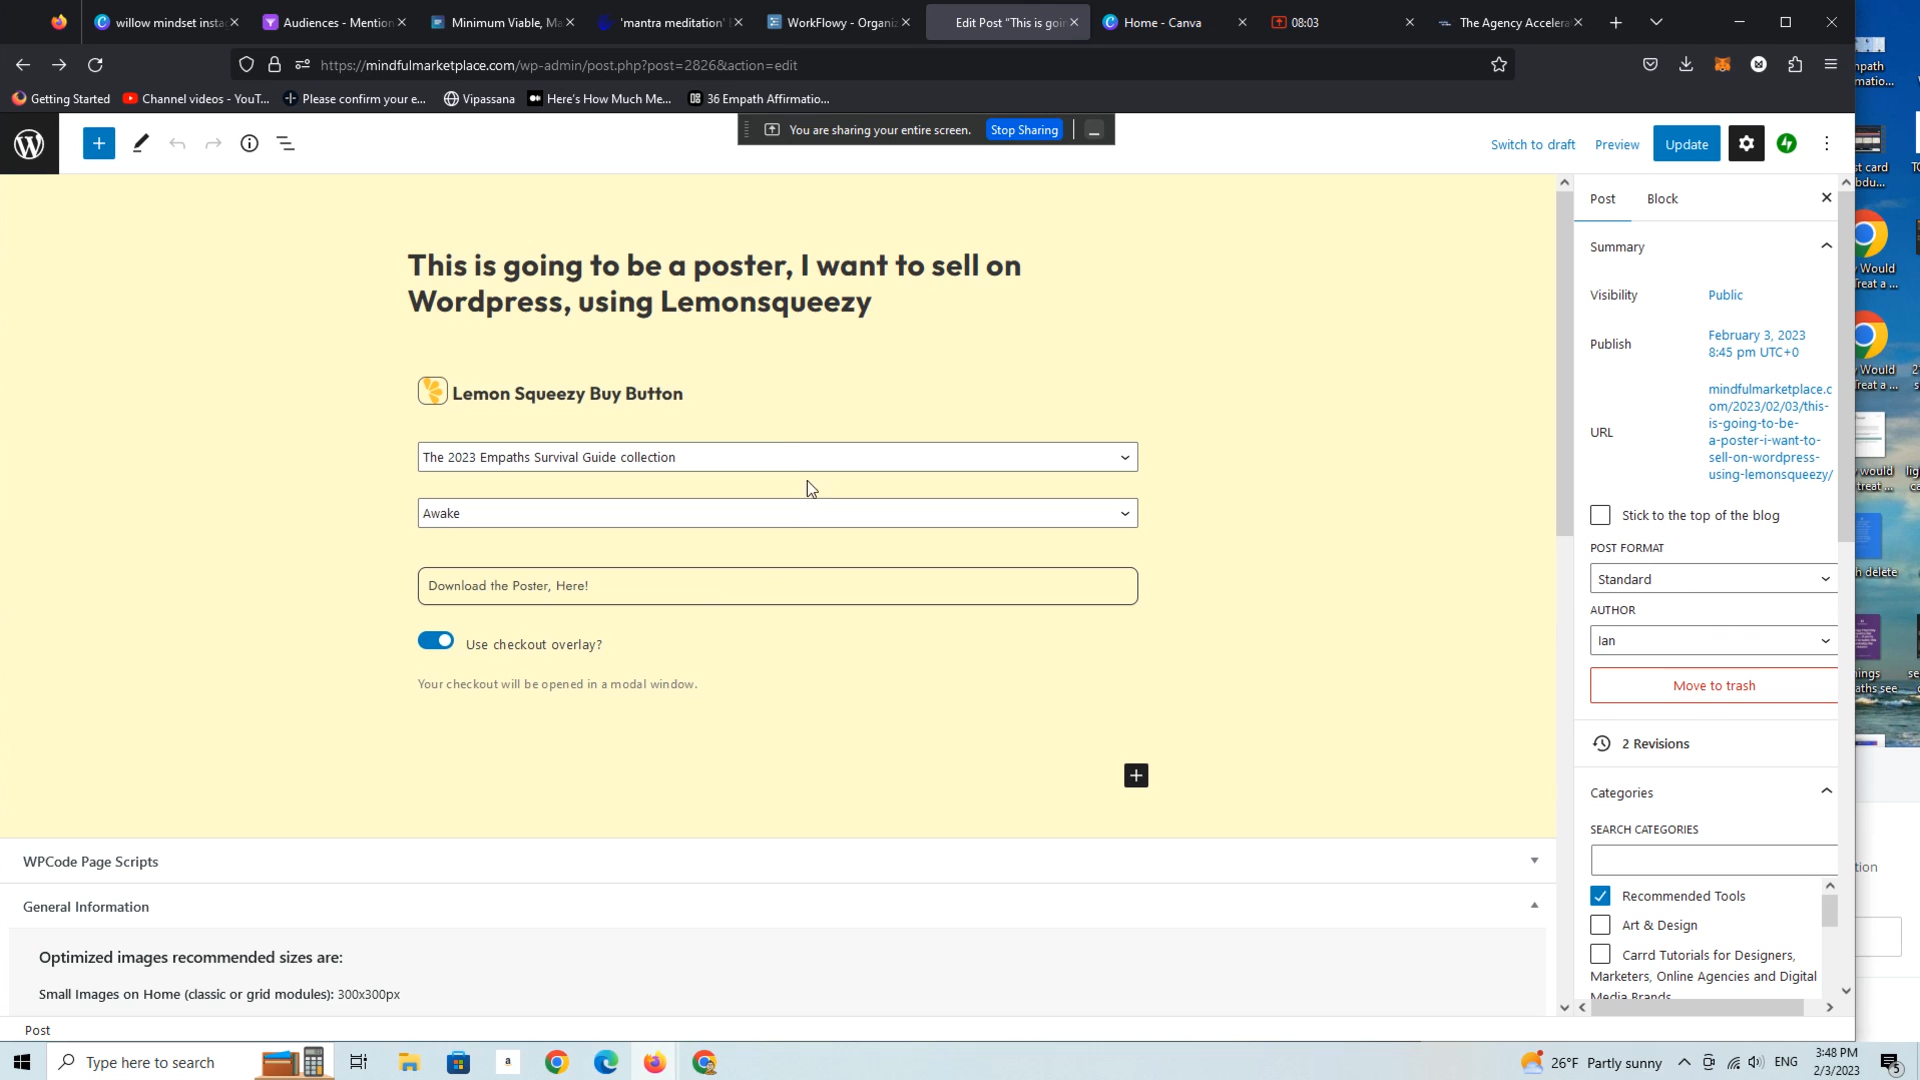 willow mindset insta
Audiences - Mention
Minimum Viable, Ma
'mantra meditation'
WorkFlowy - Organiz
Edit Post "This is goin
Home - Canva
08:03
The Agency Accelera
https://mindfulmarketplace.com/wp-admin/post.php?post=2826&action=edit
Getting Started
Channel videos - YouT...
Please confirm your e...
Vipassana
Here's How Much Me...
36 Empath Affirmatio...
You are sharing your entire screen.
Stop Sharing
Switch to draft
Preview
Update
This is going to be a poster, I want to sell on
Wordpress, using Lemonsqueezy
Lemon Squeezy Buy Button
The 2023 Empaths Survival Guide collection
Awake
Download the Poster, Here!
Use checkout overlay?
Your checkout will be opened in a modal window.
WPCode Page Scripts
General Information
Optimized images recommended sizes are:
Small Images on Home (classic or grid modules): 300x300px
Post
Post
Block
Summary
Visibility
Public
Publish
February 3, 2023
8:45 pm UTC+0
URL
mindfulmarketplace.c
om/2023/02/03/this-
is-going-to-be-
a-poster-i-want-to-
sell-on-wordpress-
using-lemonsqueezy/
Stick to the top of the blog
POST FORMAT
Standard
AUTHOR
Ian
Move to trash
2 Revisions
Categories
SEARCH CATEGORIES
Recommended Tools
Art & Design
Carrd Tutorials for Designers,
Marketers, Online Agencies and Digital
Media Brands
Type here to search
26°F Partly sunny
ENG
3:48 PM
2/3/2023
5